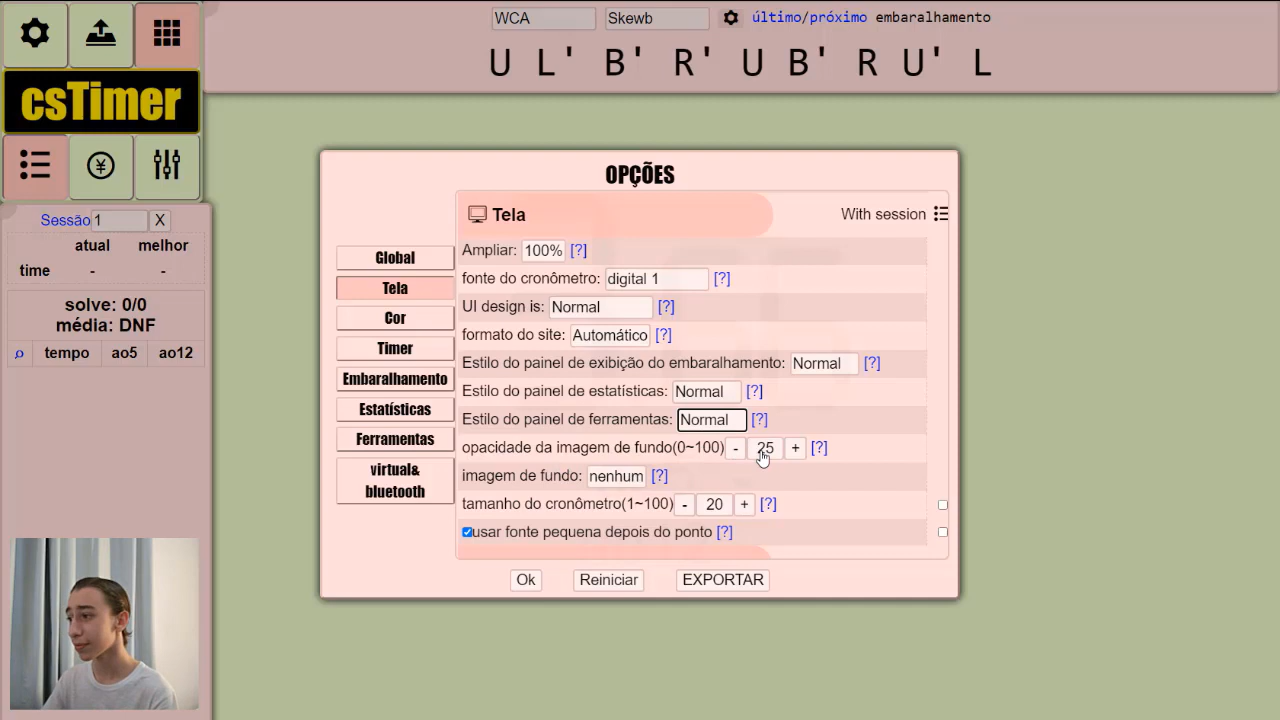 WCA
Skewb
último/próximo embaralhamento
U L' B' R' U B' R U' L
csTimer
Sessão 1 X
atual melhor
time - -
solve: 0/0
média: DNF
tempo ao5 ao12
OPÇÕES
Tela
With session
Global
Tela
Cor
Timer
Embaralhamento
Estatísticas
Ferramentas
virtual&
bluetooth
Ampliar: 100% [?]
fonte do cronômetro: digital 1 [?]
UI design is: Normal [?]
formato do site: Automático [?]
Estilo do painel de exibição do embaralhamento: Normal [?]
Estilo do painel de estatísticas: Normal [?]
Estilo do painel de ferramentas: Normal [?]
opacidade da imagem de fundo(0~100) - 25 + [?]
imagem de fundo: nenhum [?]
tamanho do cronômetro(1~100) - 20 + [?]
usar fonte pequena depois do ponto [?]
Ok Reiniciar EXPORTAR